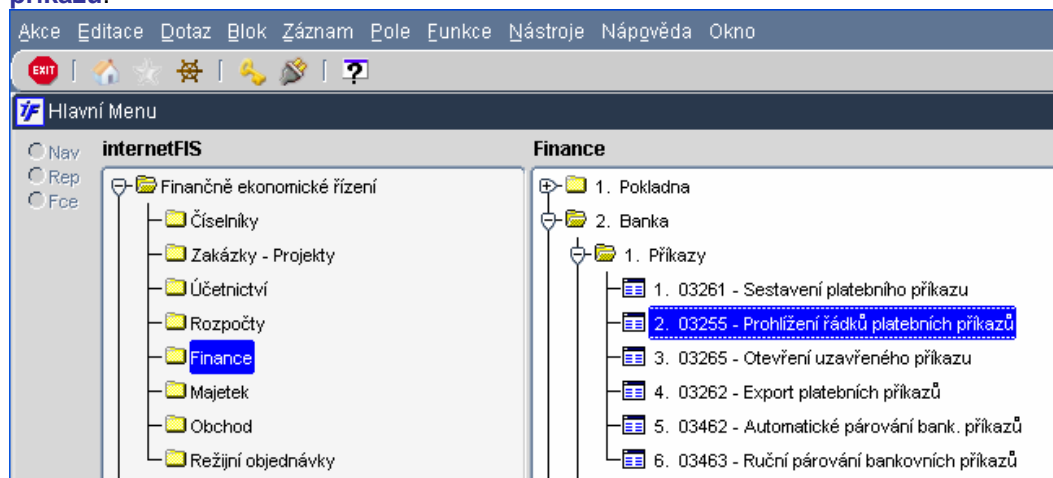 příkazů.
Akce Editace Dotaz Blok Záznam Pole Funkce Nástroje Nápověda Okno
EXIT
iF Hlavní Menu
Nav
Rep
Fce
internetFIS
Finančně ekonomické řízení
Číselníky
Zakázky - Projekty
Účetnictví
Rozpočty
Finance
Majetek
Obchod
Režijní objednávky
Finance
1. Pokladna
2. Banka
1. Příkazy
1. 03261 - Sestavení platebního příkazu
2. 03255 - Prohlížení řádků platebních příkazů
3. 03265 - Otevření uzavřeného příkazu
4. 03262 - Export platebních příkazů
5. 03462 - Automatické párování bank. příkazů
6. 03463 - Ruční párování bankovních příkazů